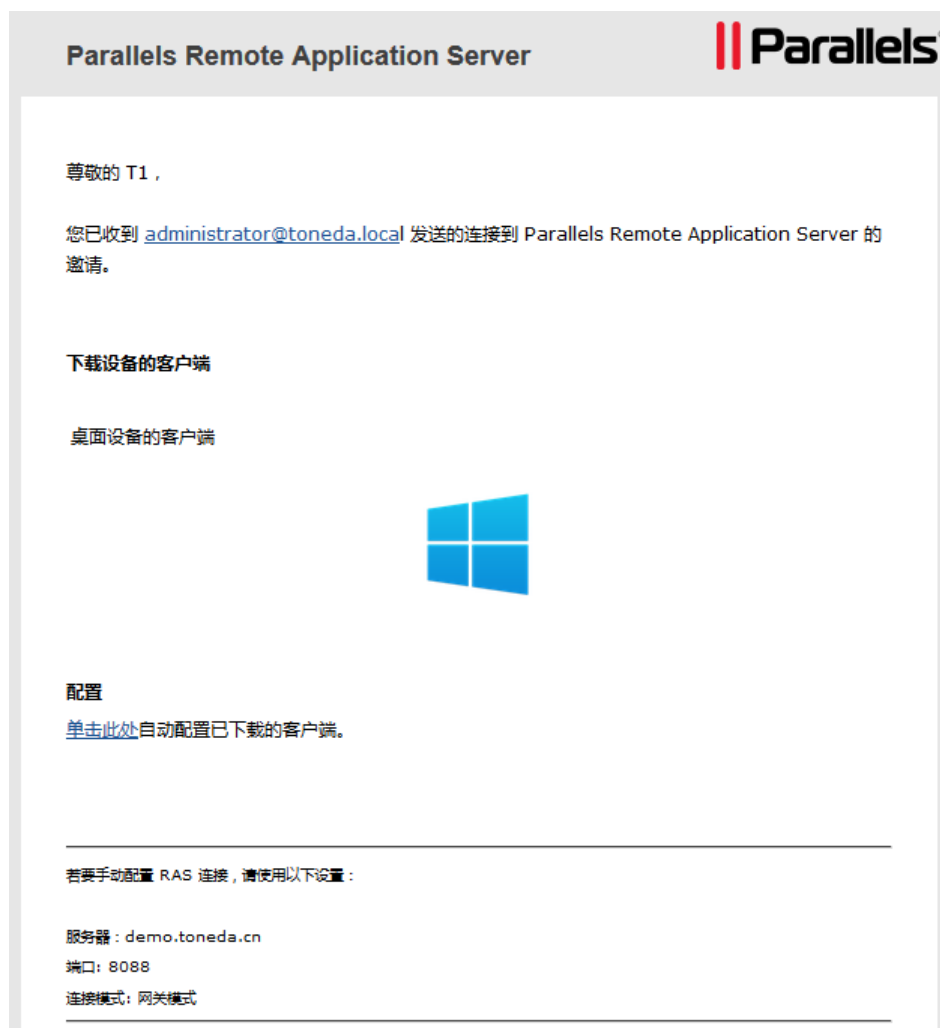 Parallels Remote Application Server
Parallels
尊敬的 T1，
您已收到 administrator@toneda.local 发送的连接到 Parallels Remote Application Server 的
邀请。
下载设备的客户端
桌面设备的客户端
配置
单击此处自动配置已下载的客户端。
若要手动配置 RAS 连接，请使用以下设置：
服务器：demo.toneda.cn
端口: 8088
连接模式: 网关模式